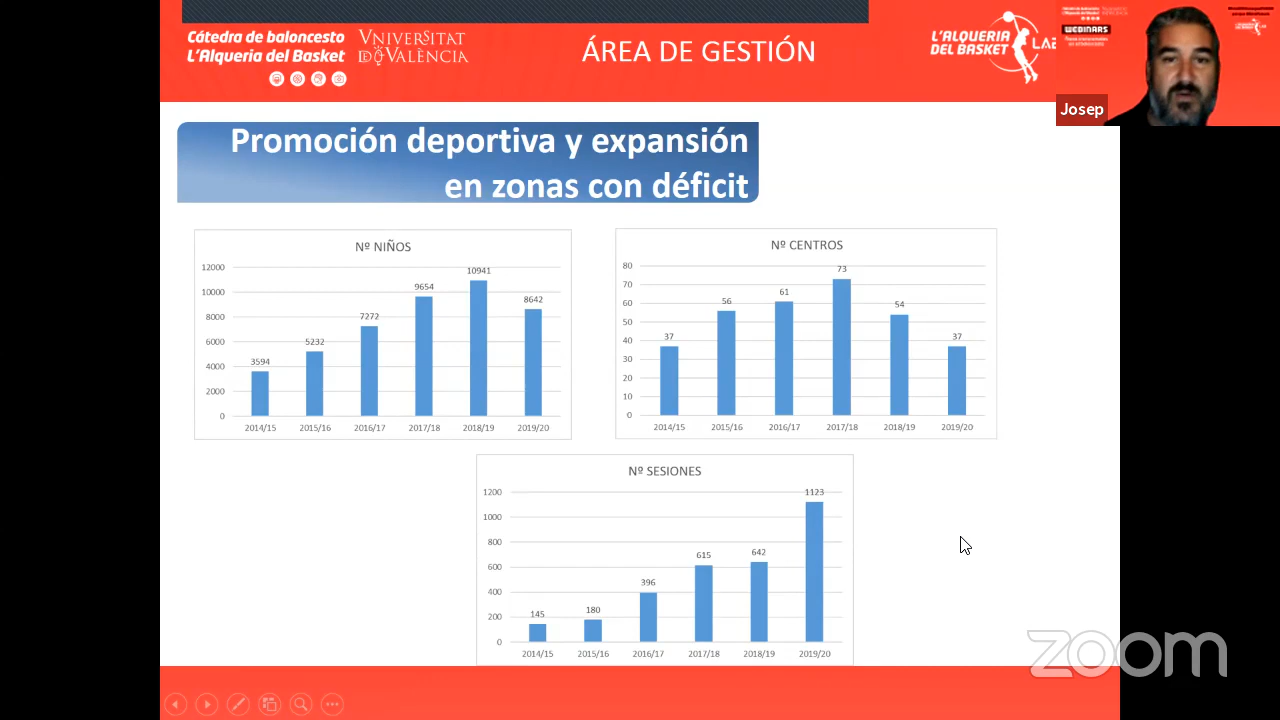 Cátedra de baloncesto
L'Alqueria del Basket
VNIVERSITAT
DE VALÈNCIA
ÁREA DE GESTIÓN
L'ALQUERIA
DEL BASKET
LAB
WEBINARS
Josep
Promoción deportiva y expansión
en zonas con déficit
Nº NIÑOS
12000
10000
8000
6000
4000
2000
0
3594
5232
7272
9654
10941
8642
2014/15 2015/16 2016/17 2017/18 2018/19 2019/20
Nº CENTROS
80
70
60
50
40
30
20
10
0
37
56
61
73
54
37
2014/15 2015/16 2016/17 2017/18 2018/19 2019/20
Nº SESIONES
1200
1000
800
600
400
200
0
145
180
396
615
642
1123
2014/15 2015/16 2016/17 2017/18 2018/19 2019/20
zoom